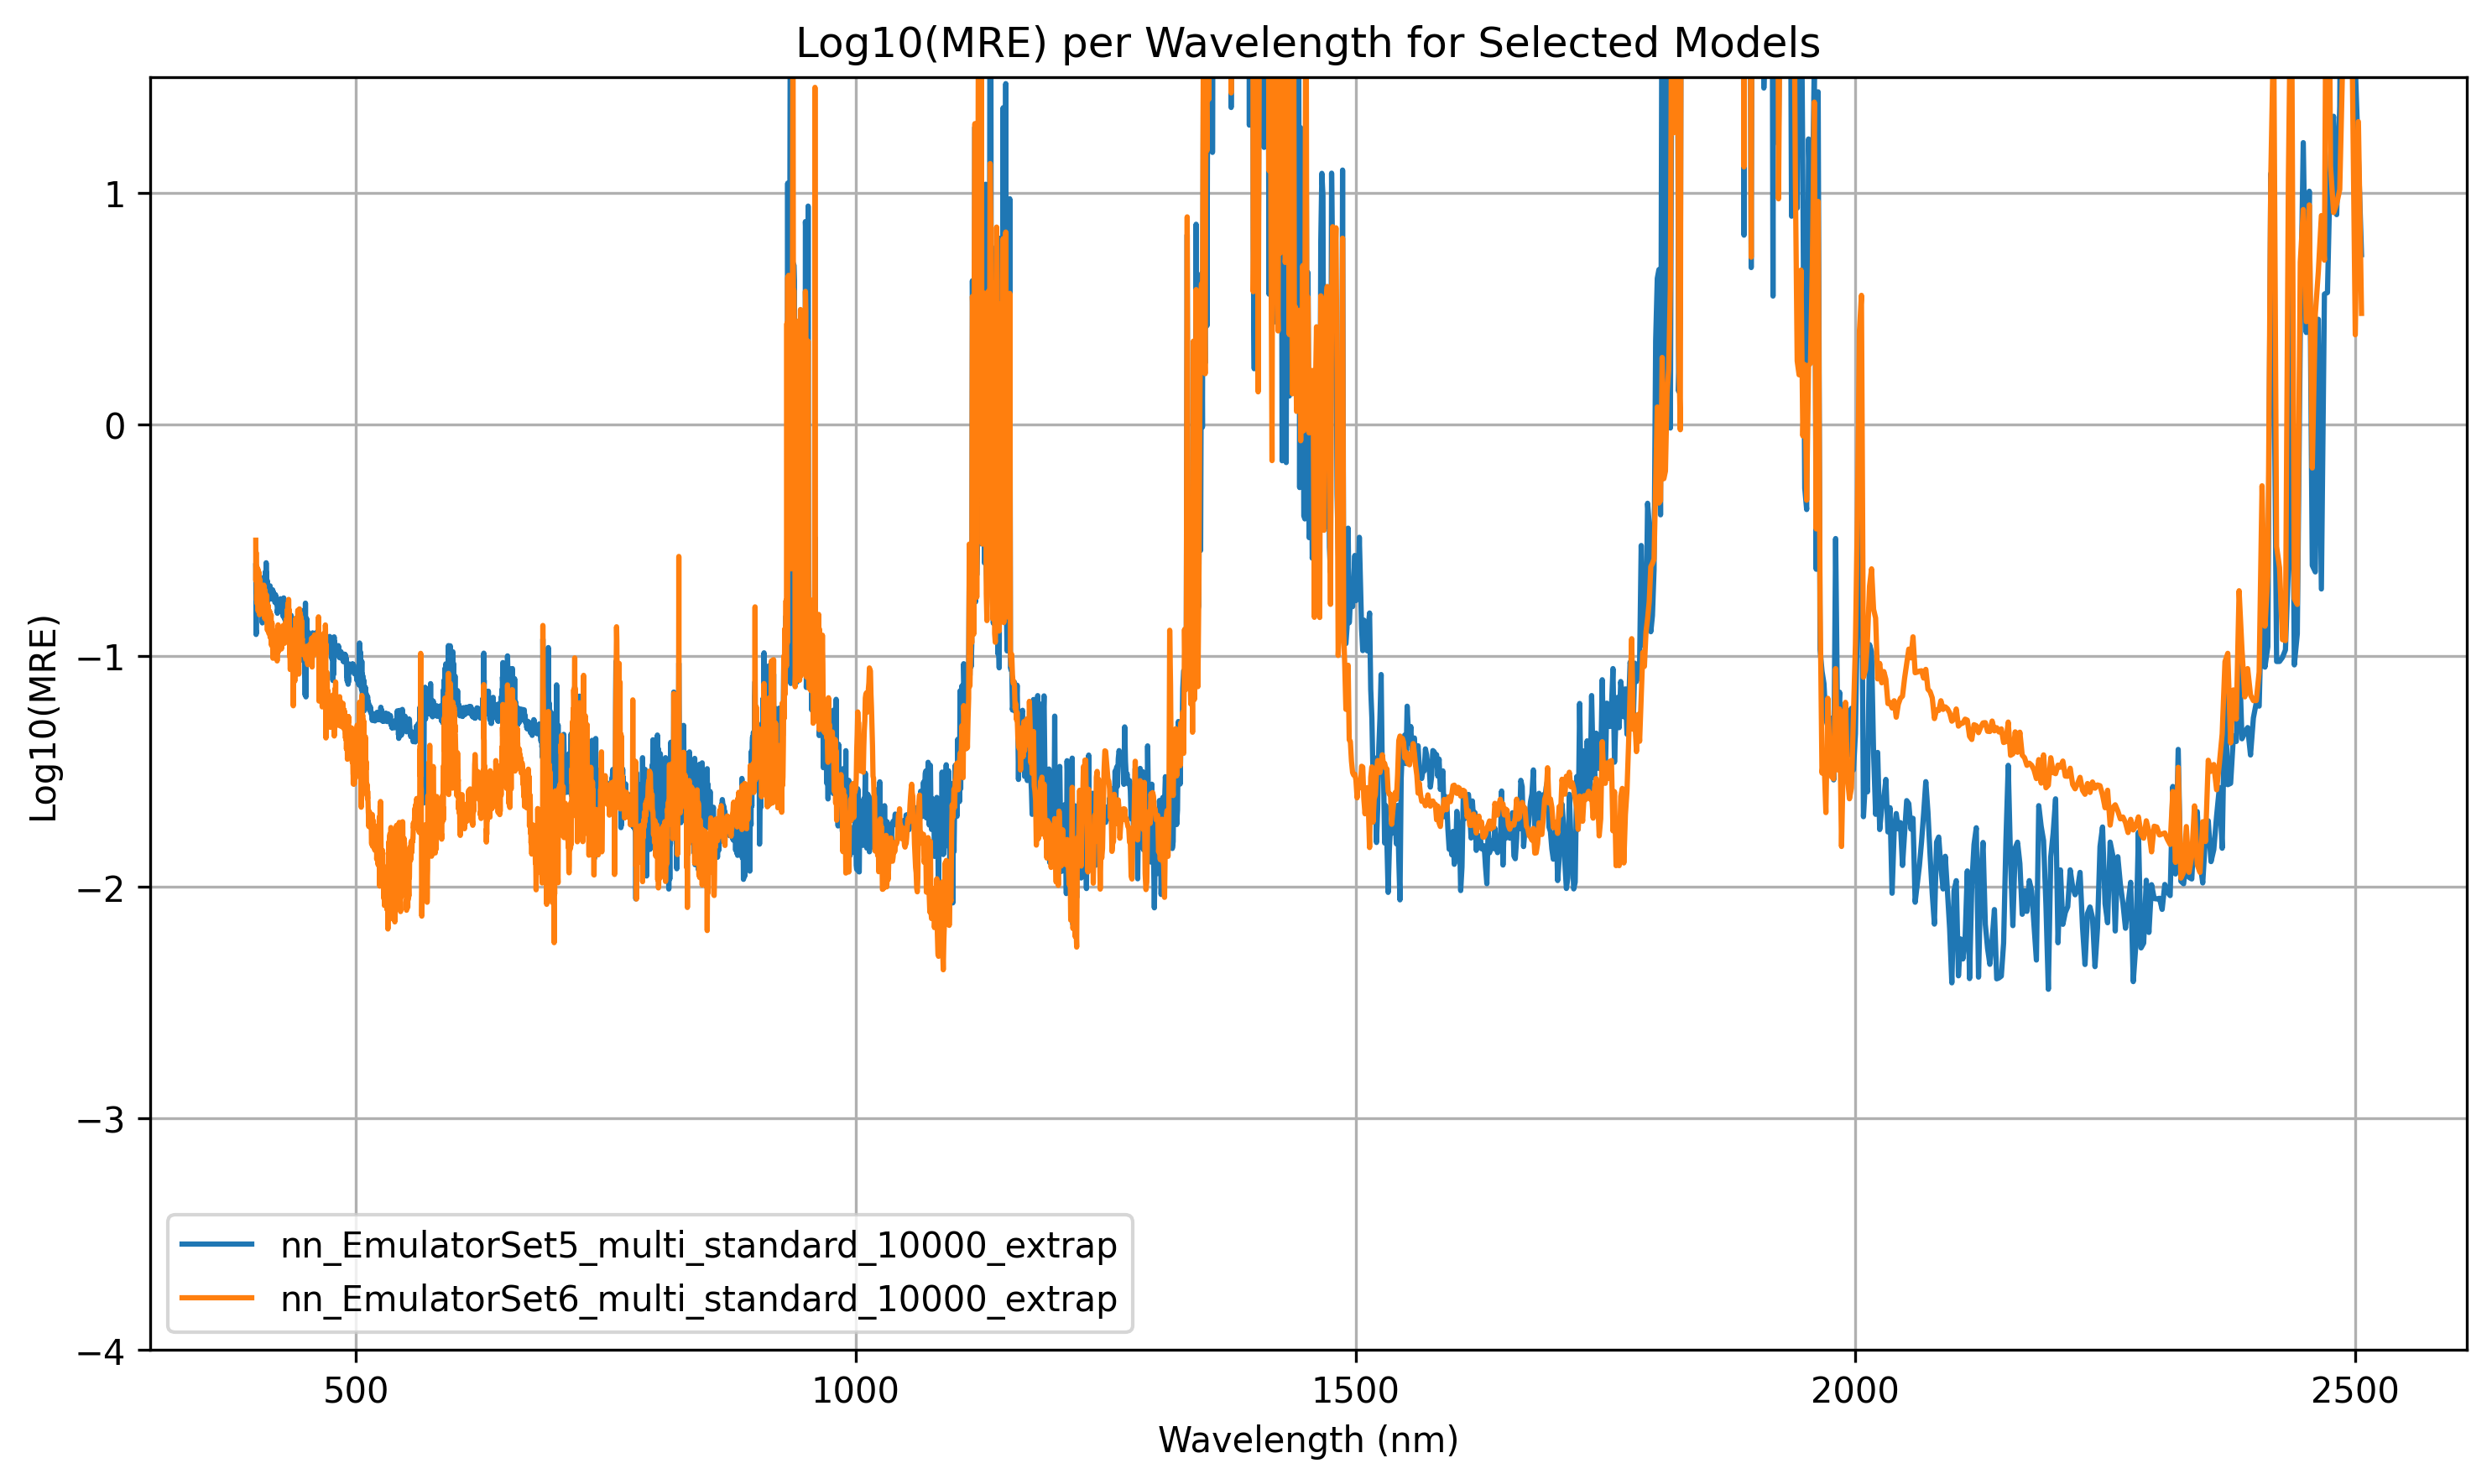 Log10(MRE) per Wavelength for Selected Models
Log10(MRE)
1
0
−1
−2
−3
−4
nn_EmulatorSet5_multi_standard_10000_extrap
nn_EmulatorSet6_multi_standard_10000_extrap
500 1000 1500 2000 2500
Wavelength (nm)